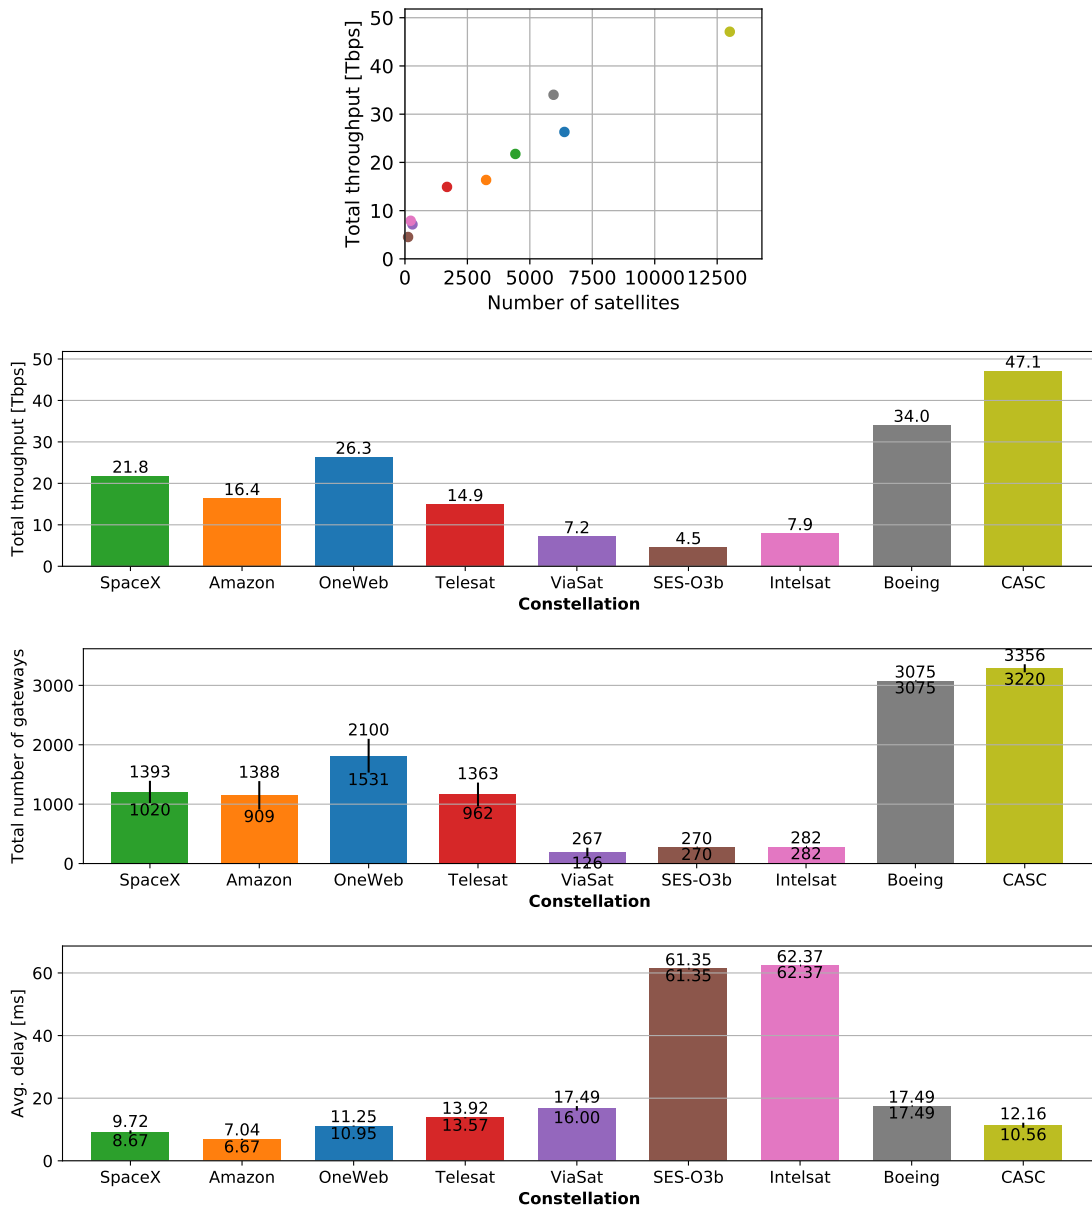 50
40
30
20
10
0
Total throughput [Tbps]
0 2500 5000 7500 10000 12500
Number of satellites
50
40
30
20
10
0
Total throughput [Tbps]
21.8 16.4 26.3 14.9 7.2 4.5 7.9 34.0 47.1
SpaceX Amazon OneWeb Telesat ViaSat SES-O3b Intelsat Boeing CASC
Constellation
3000
2000
1000
0
Total number of gateways
1393 1388 2100 1363 267 270 282 3075 3356
1020 909 1531 962 126 270 282 3075 3220
SpaceX Amazon OneWeb Telesat ViaSat SES-O3b Intelsat Boeing CASC
Constellation
60
40
20
0
Avg. delay [ms]
9.72 7.04 11.25 13.92 17.49 61.35 62.37 17.49 12.16
8.67 6.67 10.95 13.57 16.00 61.35 62.37 17.49 10.56
SpaceX Amazon OneWeb Telesat ViaSat SES-O3b Intelsat Boeing CASC
Constellation